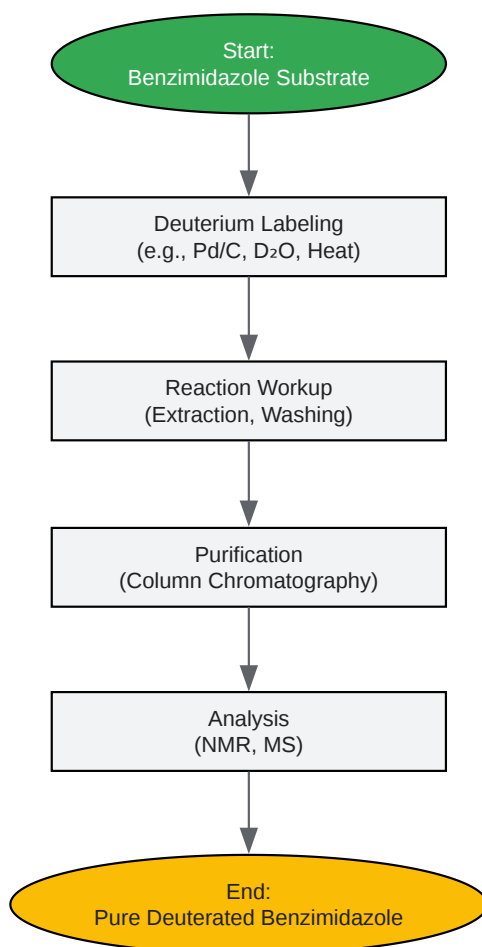 Start:
Benzimidazole Substrate
Deuterium Labeling
(e.g., Pd/C, D₂O, Heat)
Reaction Workup
(Extraction, Washing)
Purification
(Column Chromatography)
Analysis
(NMR, MS)
End:
Pure Deuterated Benzimidazole